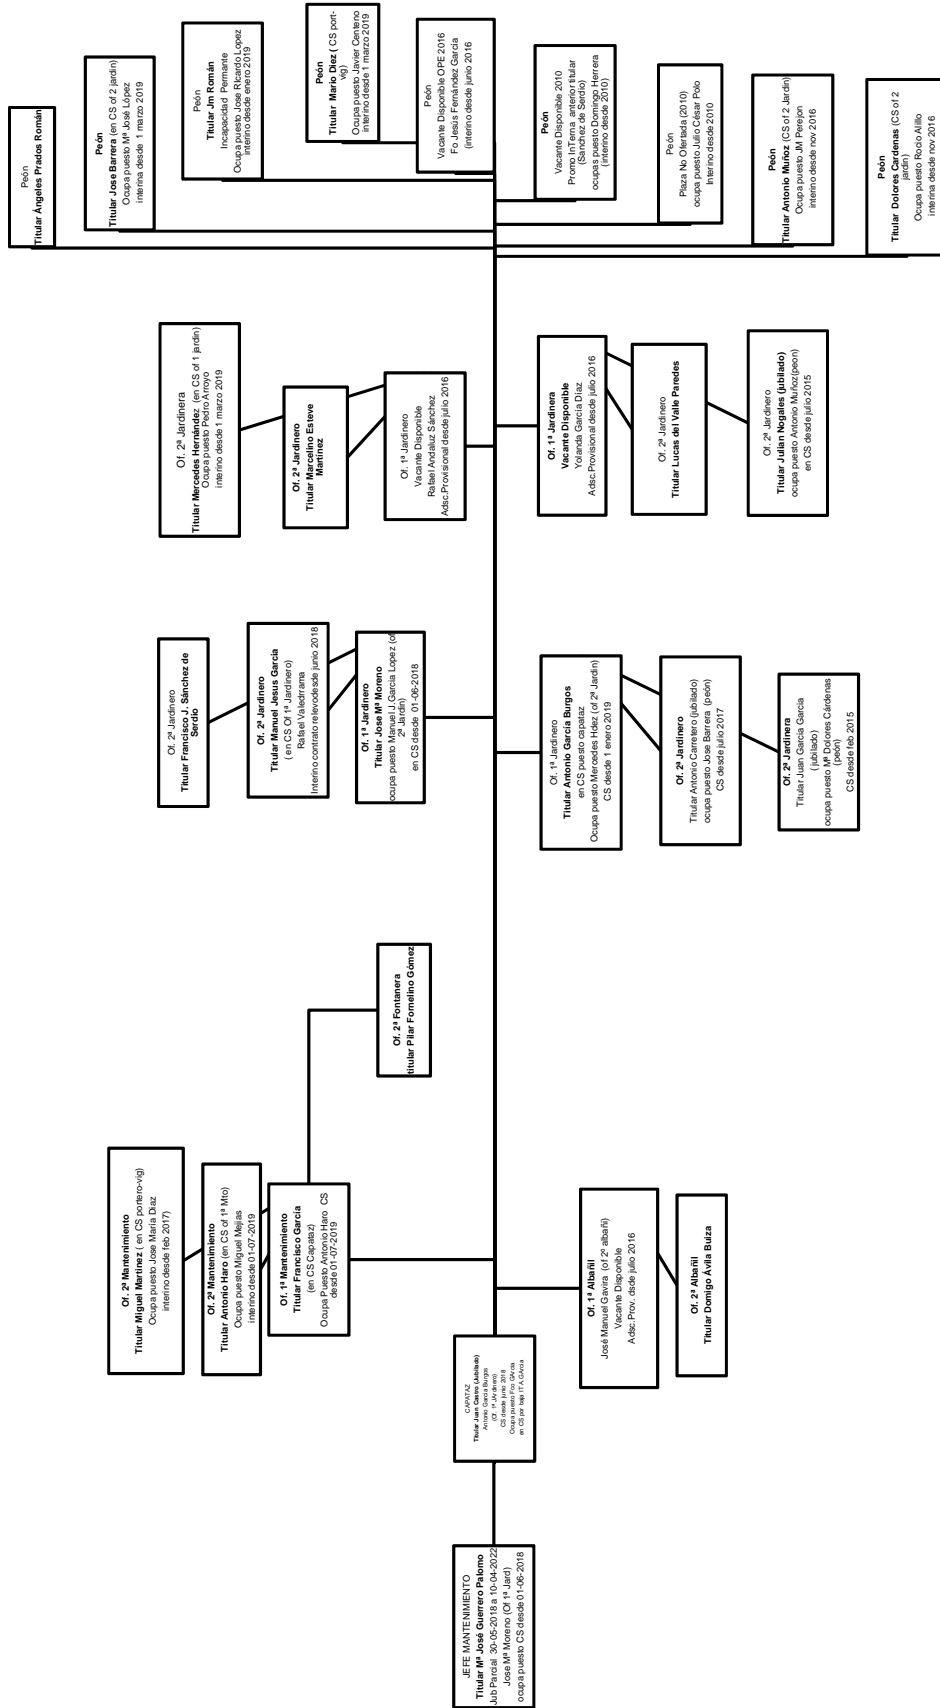 JEFE MANTENIMIENTO
Titular Mª José Guerrero Palomo
Jub Parcial 30-05-2018 a 10-04-2022
Jose Mª Moreno (Of 1ª Jard)
ocupa puesto CS desde 01-06-2018
CAPATAZ
Titular Juan Castro (Jubilado)
Antonio García Burgos
(Of. 1ª Jardinero)
CS desde junio 2018
Ocupa puesto Fco GArcía
en CS por baja IT A.GArcía
Of. 2ª Mantenimiento
Titular Miguel Martinez ( en CS portero-vig)
Ocupa puesto Jose María Diaz
interino desde feb 2017)
Of. 2ª Mantenimiento
Titular Antonio Haro (en CS of 1ª Mto)
Ocupa puesto Miguel Mejias
interino desde 01-07-2019
Of. 1ª Mantenimiento
Titular Francisco García
(en CS Capataz)
Ocupa Puesto Antonio Haro CS
desde 01-07-2019
Of. 2ª Fontanera
titular Pilar Fornelino Gómez
Of. 1ª Albañil
José Manuel Gavira (of 2ª albañi)
Vacante Disponible
Adsc.Prov. dsde julio 2016
Of. 2ª Albañil
Titular Domigo Ávila Buiza
Of. 2ª Jardinero
Titular Francisco J. Sánchez de
Serdio
Of. 2ª Jardinero
Titular Manuel Jesus Garcia
( en CS Of 1ª Jardinero)
Rafael Valedrrama
Interino contrato relevodesde junio 2018
Of. 1ª Jardinero
Titular Jose Mª Moreno
ocupa puesto Manuel J.Garcia Lopez (of
2ª Jardin)
en CS desde 01-06-2018
Of. 1ª Jardinero
Titular Antonio García Burgos
en CS puesto capataz
Ocupa puesto Mercedes Hdez (of 2ª Jardin)
CS desde 1 enero 2019
Of. 2ª Jardinero
Titular Antonio Carretero (jubilado)
ocupa puesto Jose Barrera (peón)
CS desde julio 2017
Of. 2ª Jardinera
Titular Juan García García
(jubilado)
ocupa puesto Mª Dolores Cárdenas
(peón)
CS desde feb 2015
Of. 2ª Jardinera
Titular Mercedes Hernández (en CS of 1 jardin)
Ocupa puesto Pedro Arroyo
interino desde 1 marzo 2019
Of. 2ª Jardinero
Titular Marcelino Esteve
Martínez
Of. 1ª Jardinero
Vacante Disponible
Rafael Andaluz Sánchez
Adsc.Provisional desde julio 2016
Of. 1ª Jardinera
Vacante Disponible
Yolanda García Díaz
Adsc.Provisional desde julio 2016
Of. 2ª Jardinero
Titular Lucas del Valle Paredes
Of. 2ª Jardinero
Titular Julian Nogales (jubilado)
ocupa puesto Antonio Muñoz(peon)
en CS desde julio 2015
Peón
Titular Ángeles Prados Román
Peón
Titular Jose Barrera (en CS of 2 jardin)
Ocupa puesto Mª José López
interina desde 1 marzo 2019
Peón
Titular Jm Román
Incapacidad Permante
Ocupa puesto Jose Ricardo Lopez
interino desde enero 2019
Peón
Titular Mario Diez ( CS port-
vig)
Ocupa puesto Javier Centeno
interino desde 1 marzo 2019
Peón
Vacante Disponible OPE 2016
Fo Jesús Fernández García
(interino desde junio 2016)
Peón
Vacante Disponible 2010
Promo InTerna anterior titular
(Sanchez de Serdio)
ocupas puesto Domingo Herrera
(interino desde 2010)
Peón
Plaza No Ofertada (2010)
ocupa puesto Julio César Polo
Interino desde 2010
Peón
Titular Antonio Muñoz (CS of 2 Jardin)
Ocupa puesto JM Perejon
interino desde nov 2016
Peón
Titular Dolores Cardenas (CS of 2
jardin)
Ocupa puesto Rocío Alillo
interina desde nov 2016